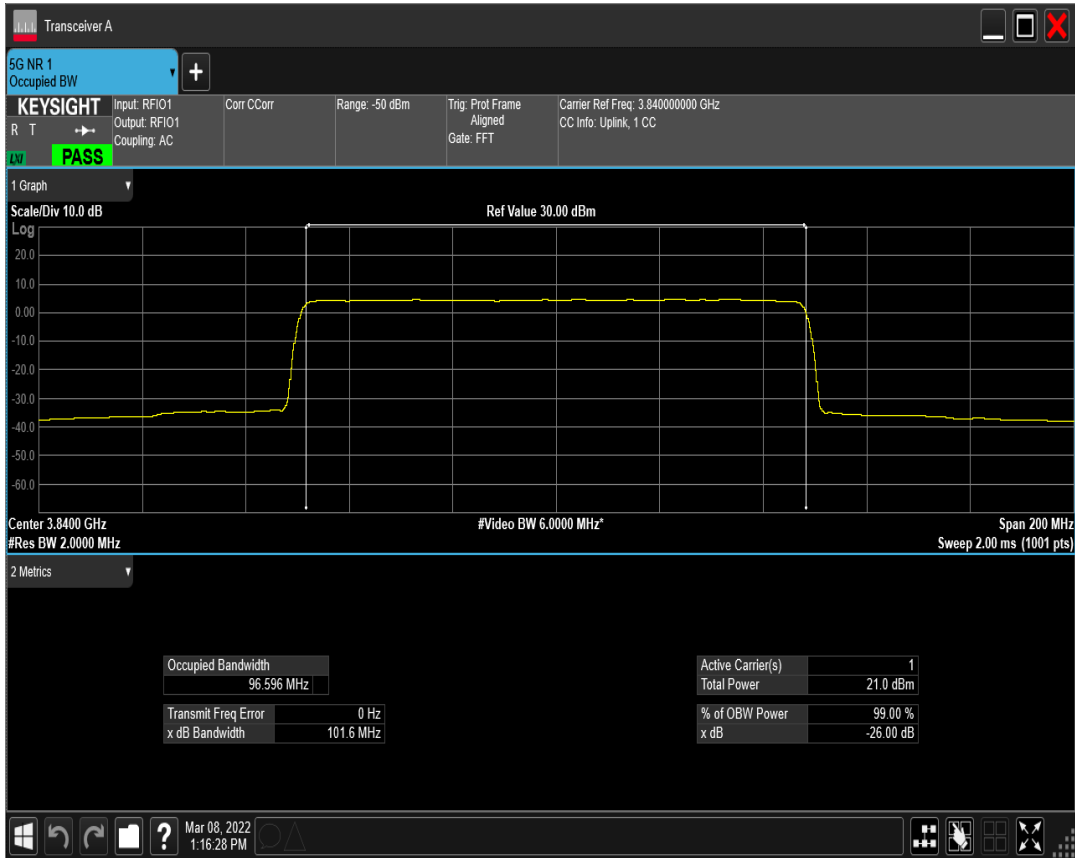 Transceiver A
5G NR 1
Occupied BW
+
KEYSIGHT
R T
LXI PASS
Input: RFIO1
Output: RFIO1
Coupling: AC
Corr CCorr
Range: -50 dBm
Trig: Prot Frame
Aligned
Gate: FFT
Carrier Ref Freq: 3.840000000 GHz
CC Info: Uplink, 1 CC
1 Graph
Scale/Div 10.0 dB Ref Value 30.00 dBm
Log
20.0
10.0
0.00
-10.0
-20.0
-30.0
-40.0
-50.0
-60.0
Center 3.8400 GHz #Video BW 6.0000 MHz* Span 200 MHz
#Res BW 2.0000 MHz Sweep 2.00 ms (1001 pts)
2 Metrics
Occupied Bandwidth
96.596 MHz
Transmit Freq Error 0 Hz
x dB Bandwidth 101.6 MHz
Active Carrier(s) 1
Total Power 21.0 dBm
% of OBW Power 99.00 %
x dB -26.00 dB
?
Mar 08, 2022
1:16:28 PM